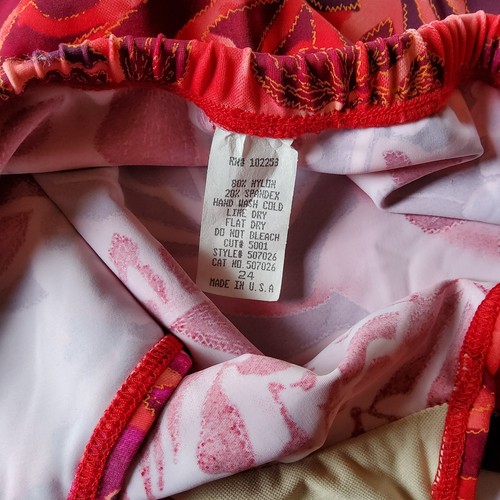 RN# 102253
80% NYLON
20% SPANDEX
HAND WASH COLD
LINE DRY
FLAT DRY
DO NOT BLEACH
CUT# 5001
STYLE# 507026
CAT NO. 507026
24
MADE IN U.S.A